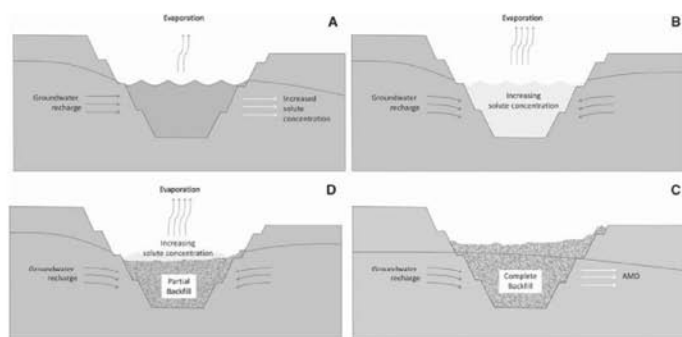 Evaporation
A
Groundwater
recharge
Increased
solute
concentration
Evaporation
B
Increasing
solute concentration
Groundwater
recharge
Evaporation
D
Increasing
solute concentration
Groundwater
recharge
Partial
Backfill
C
Groundwater
recharge
Complete
Backfill
AMD